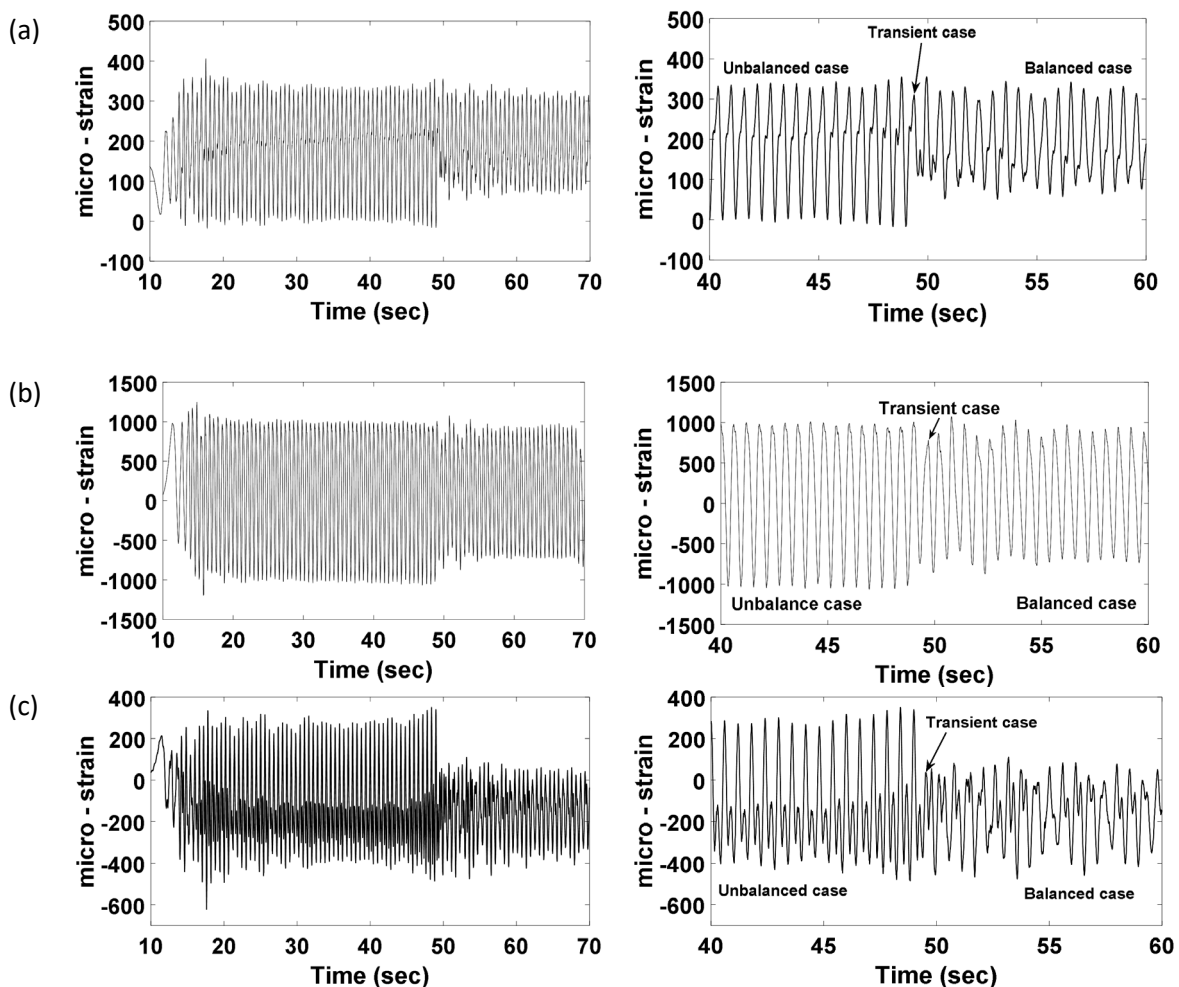 (a)
500
400
300
200
100
0
-100
micro - strain
10 20 30 40 50 60 70
Time (sec)
500
400
300
200
100
0
-100
micro - strain
Transient case
Unbalanced case
Balanced case
40 45 50 55 60
Time (sec)
(b)
1500
1000
500
0
-500
-1000
-1500
micro - strain
10 20 30 40 50 60 70
Time (sec)
1500
1000
500
0
-500
-1000
-1500
micro - strain
Transient case
Unbalance case
Balanced case
40 45 50 55 60
Time (sec)
(c)
400
200
0
-200
-400
-600
micro - strain
10 20 30 40 50 60 70
Time (sec)
400
200
0
-200
-400
-600
micro - strain
Transient case
Unbalanced case
Balanced case
40 45 50 55 60
Time (sec)